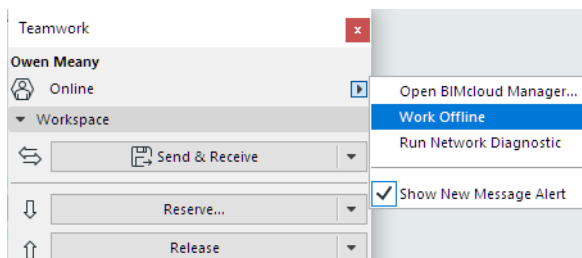 Teamwork
x
Owen Meany
Online
Open BIMcloud Manager...
Workspace
Work Offline
Run Network Diagnostic
Send & Receive
Show New Message Alert
Reserve...
Release